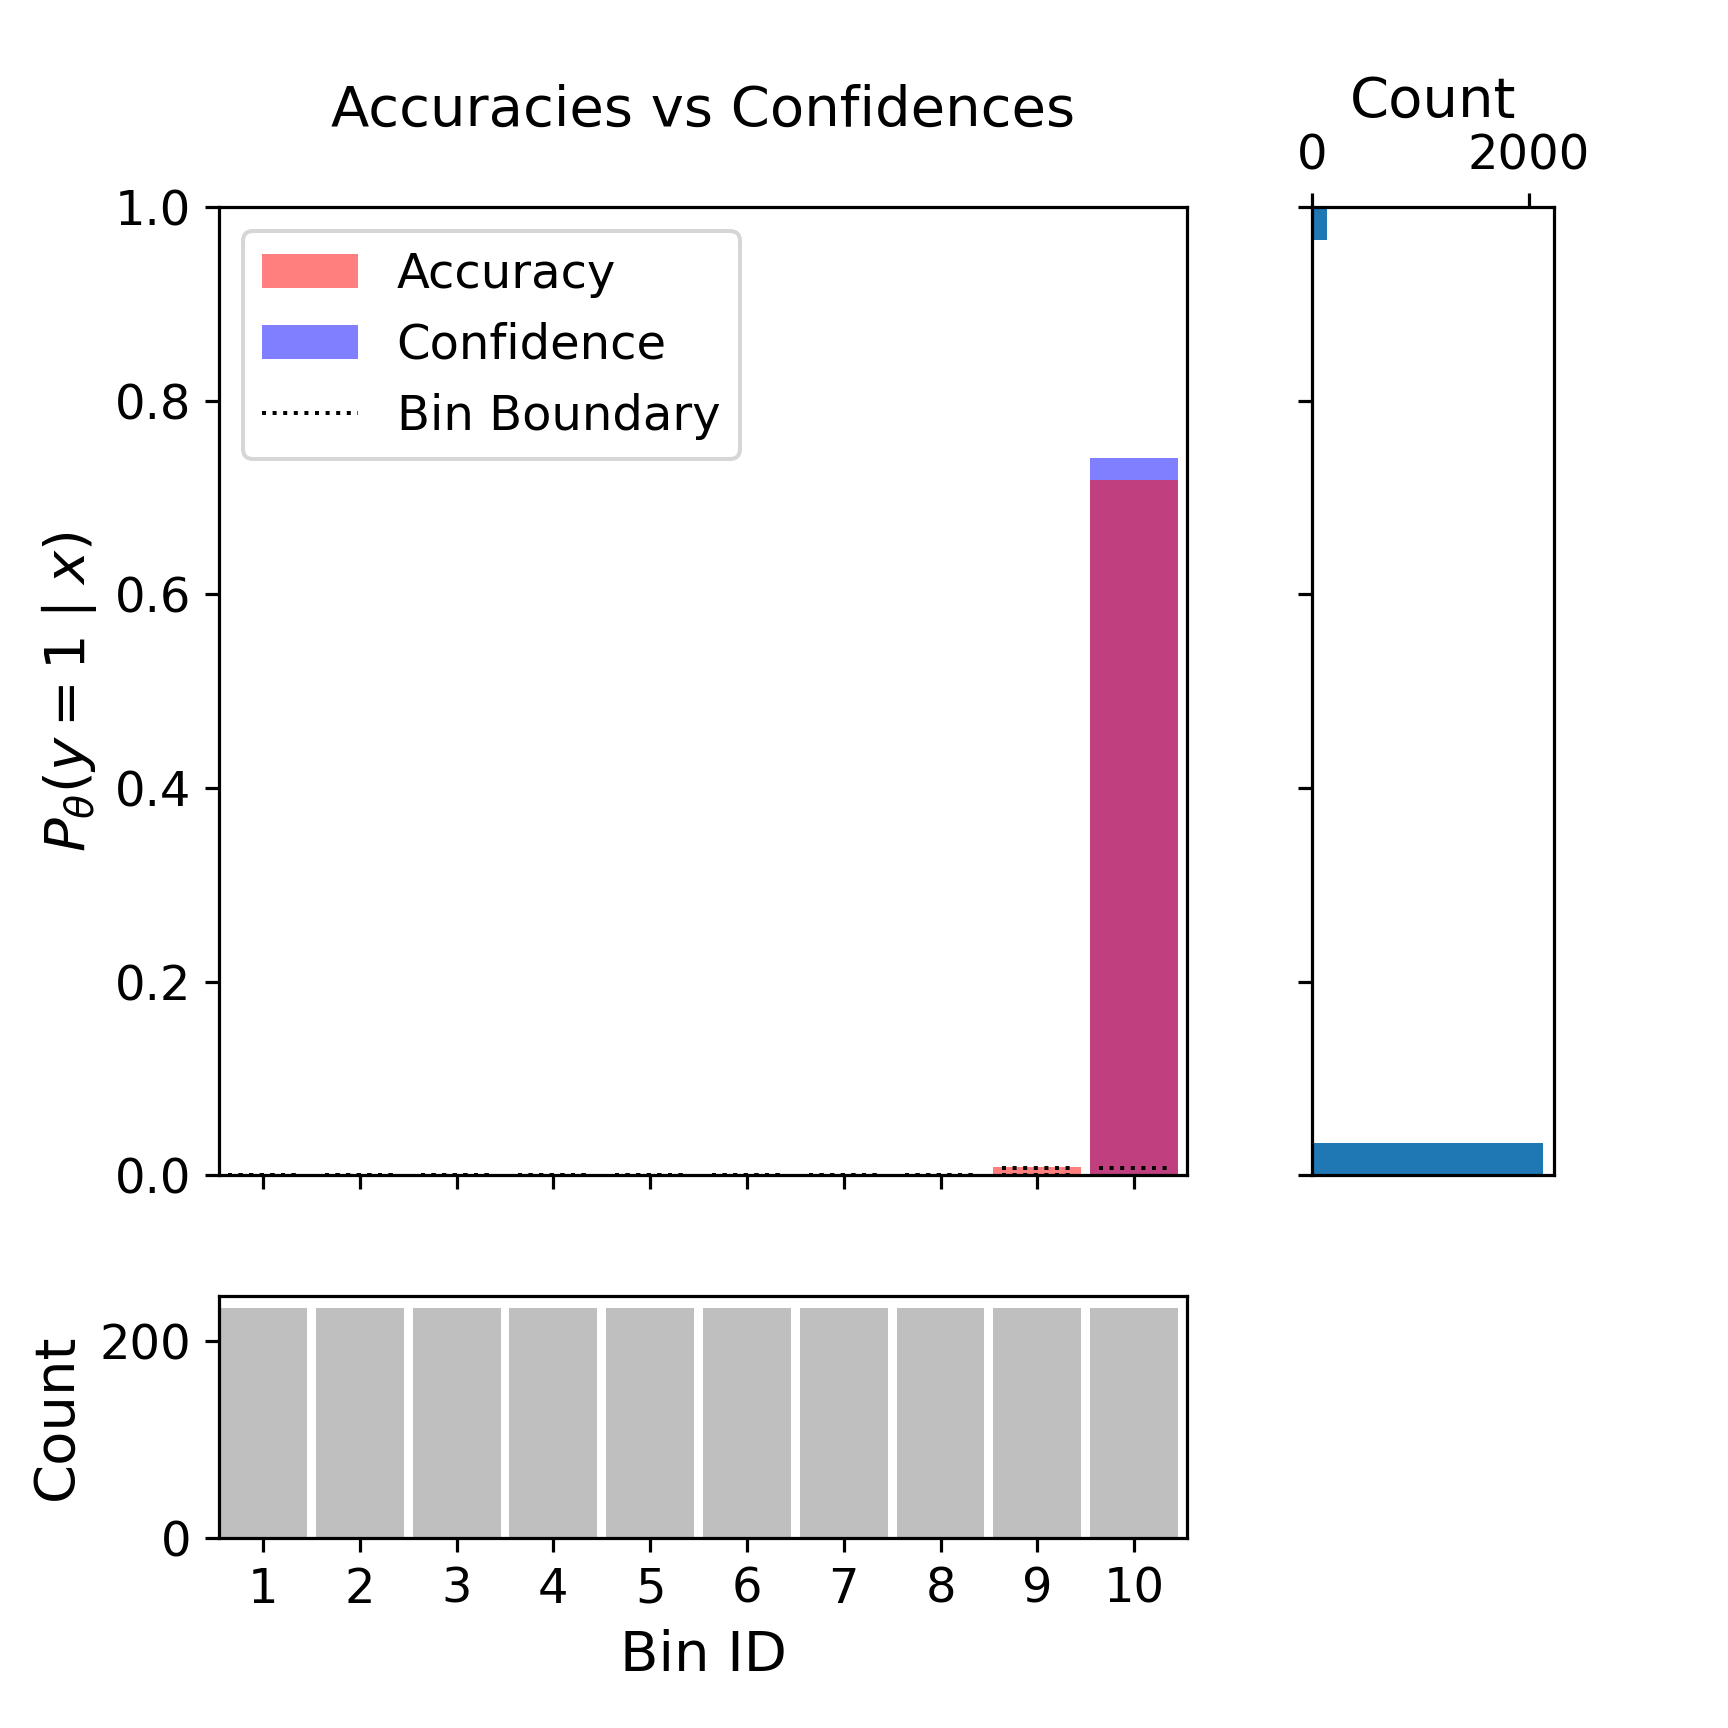 Accuracies vs Confidences
Count
0 2000
1.0
0.8
0.6
0.4
0.2
0.0
Accuracy
Confidence
Bin Boundary
P_θ(y = 1 | x)
Count
200
0
1 2 3 4 5 6 7 8 9 10
Bin ID